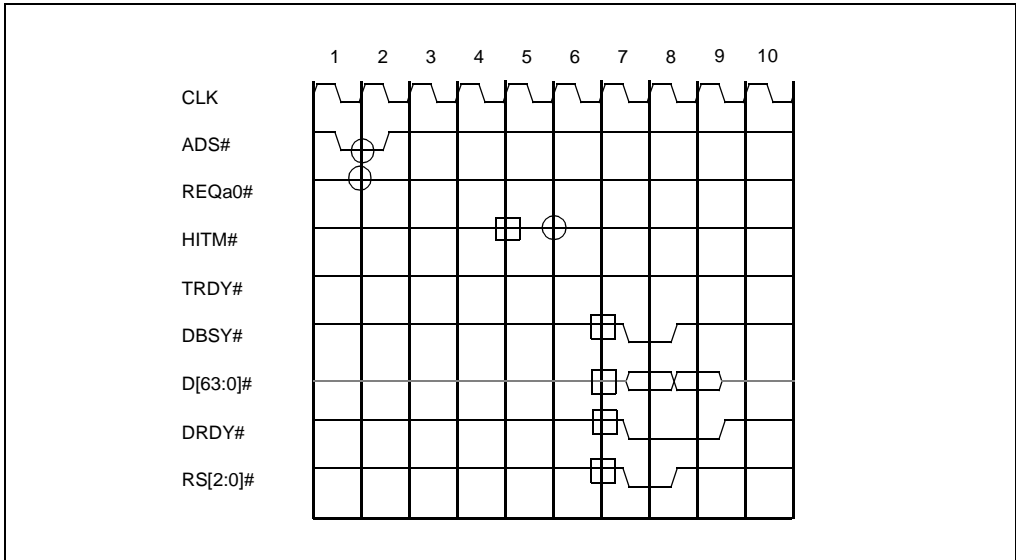 1 2 3 4 5 6 7 8 9 10
CLK
ADS#
REQa0#
HITM#
TRDY#
DBSY#
D[63:0]#
DRDY#
RS[2:0]#